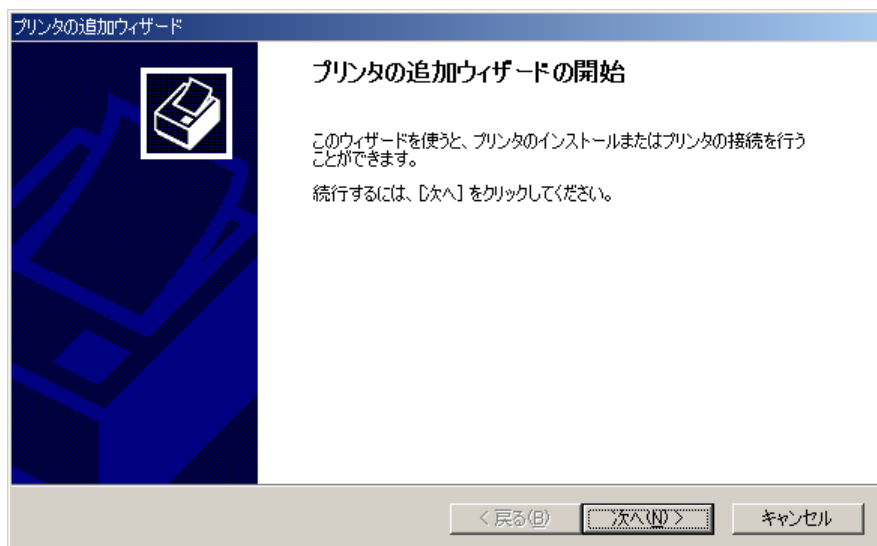 プリンタの追加ウィザード
プリンタの追加ウィザードの開始
このウィザードを使うと、プリンタのインストールまたはプリンタの接続を行う
ことができます。
続行するには、[次へ] をクリックしてください。
< 戻る(B)
次へ(N) >
キャンセル